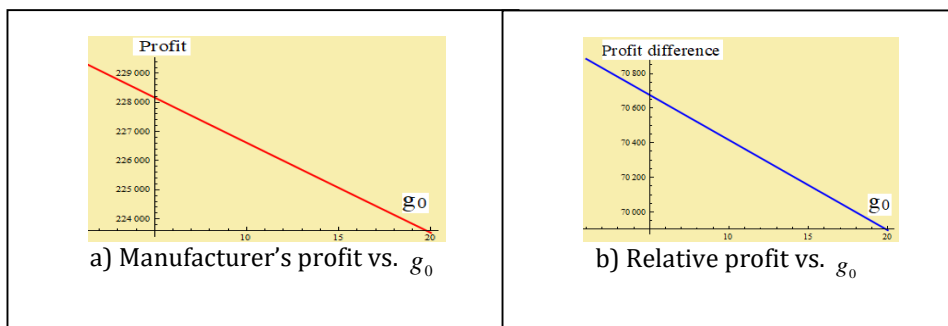 Profit
229 000
228 000
227 000
226 000
225 000
224 000
g0
10
15
20
a) Manufacturer's profit vs. g₀
Profit difference
70 800
70 600
70 400
70 200
70 000
g0
10
15
20
b) Relative profit vs. g₀